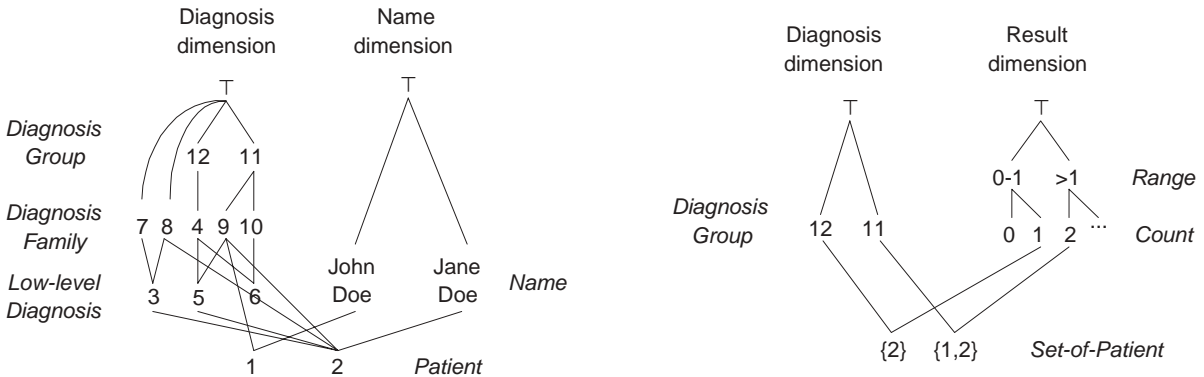 Diagnosis
dimension
Name
dimension
⊤ ⊤
Diagnosis
Group
12 11
Diagnosis
Family
7 8 4 9 10
Low-level
Diagnosis
3 5 6
John
Doe
Jane
Doe
Name
1 2 Patient
Diagnosis
dimension
Result
dimension
⊤ ⊤
0-1 >1 Range
Diagnosis
Group
12 11
0 1 2 ... Count
{2} {1,2} Set-of-Patient